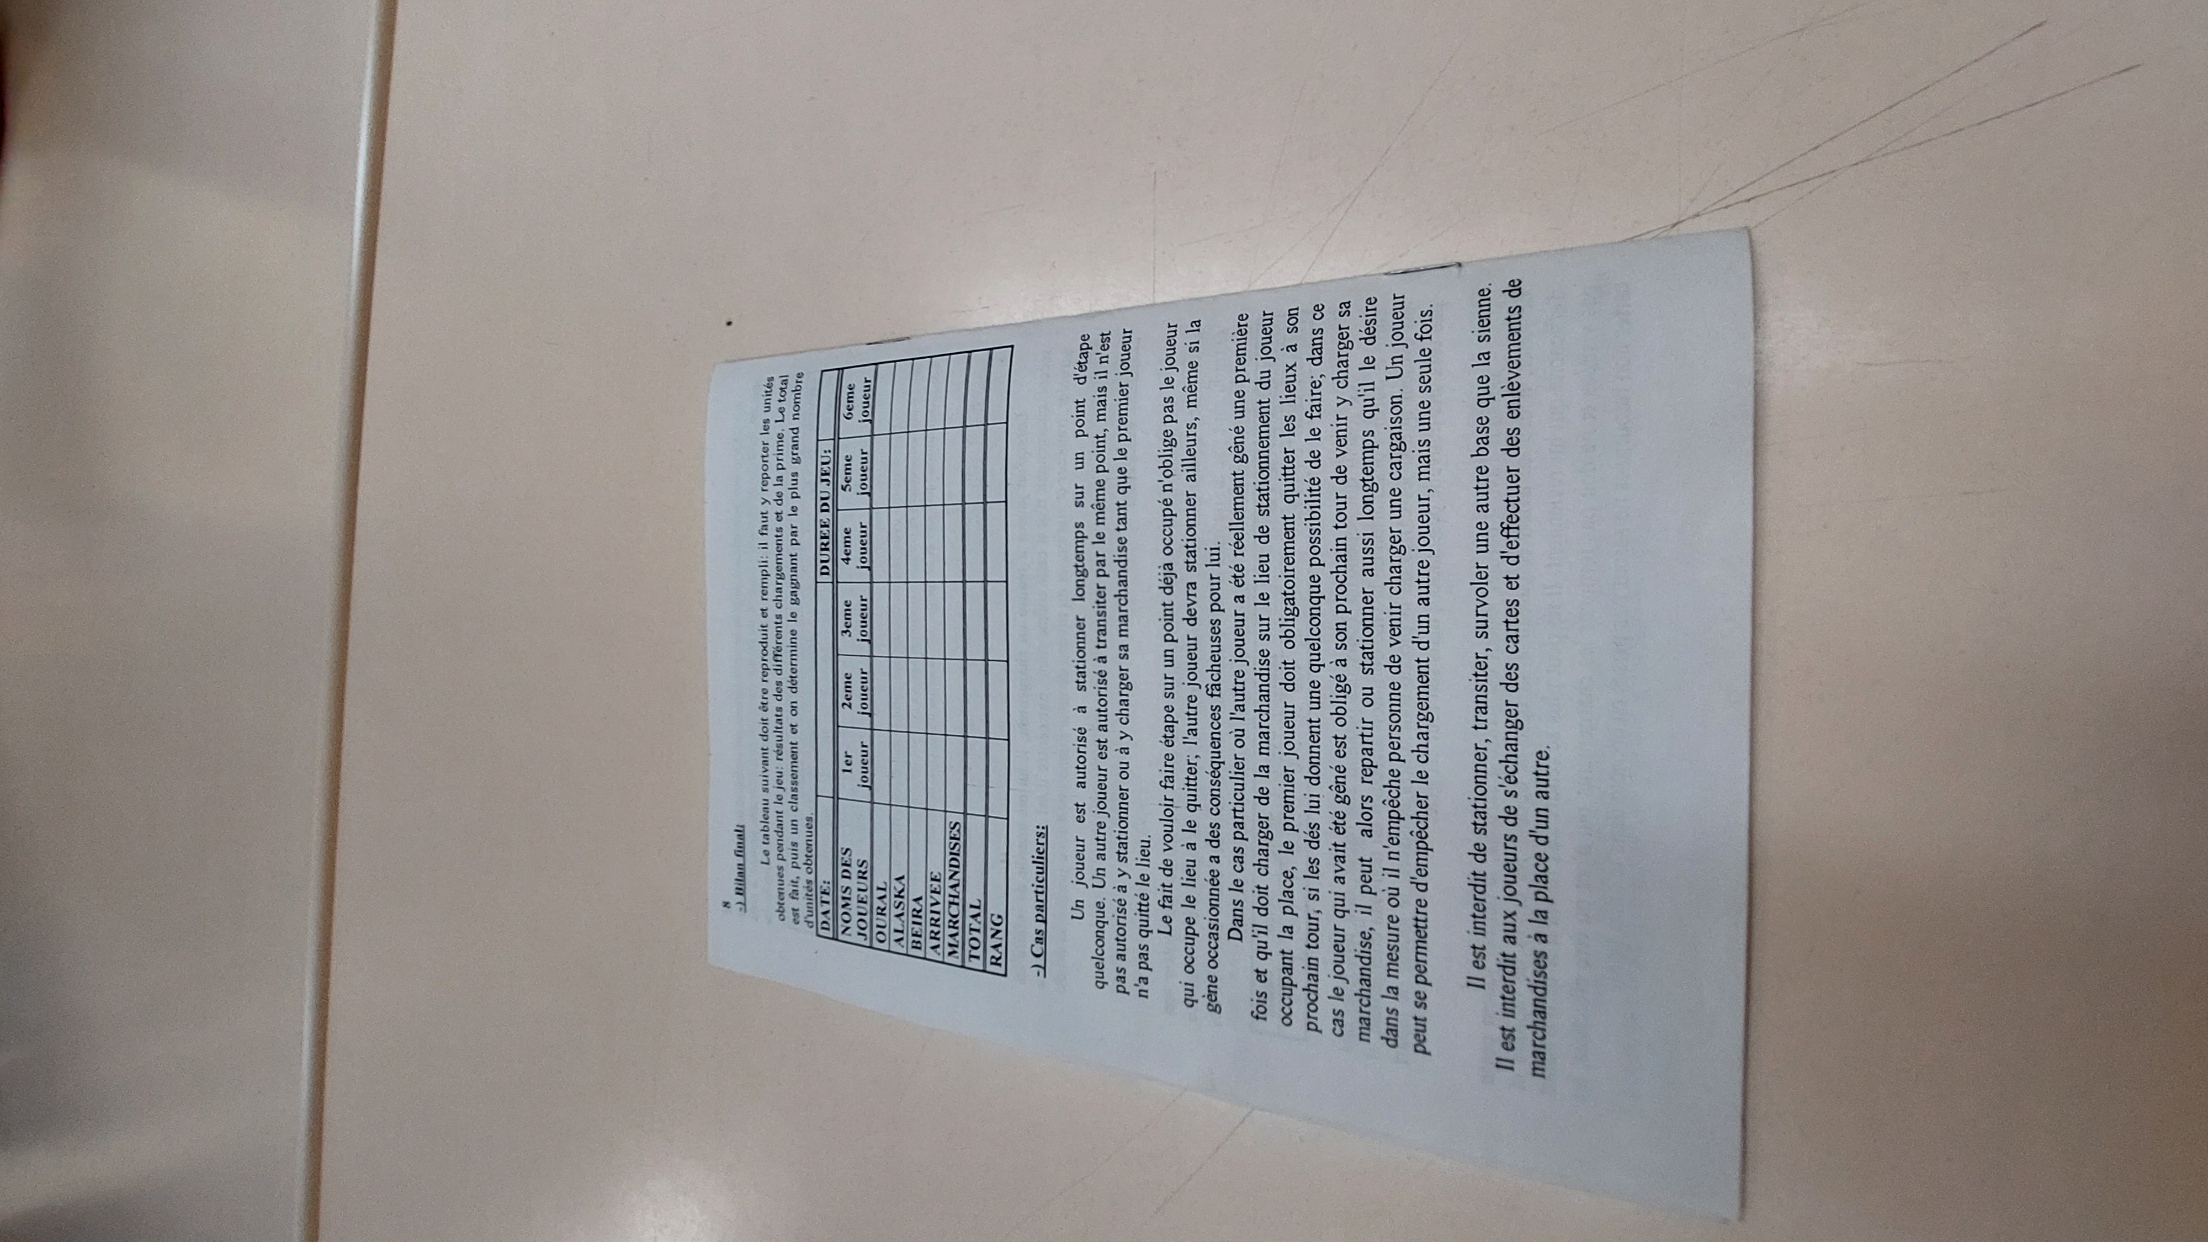 8
-) Bilan final:
Le tableau suivant doit être reproduit et rempli: il faut y reporter les unités
obtenues pendant le jeu: résultats des différents chargements et de la prime. Le total
est fait, puis un classement et on détermine le gagnant par le plus grand nombre
d'unités obtenues.
DATE: DUREE DU JEU:
NOMS DES JOUEURS 1er joueur 2eme joueur 3eme joueur 4eme joueur 5eme joueur 6eme joueur
OURAL
ALASKA
BEIRA
ARRIVEE
MARCHANDISES
TOTAL
RANG
-) Cas particuliers:
Un joueur est autorisé à stationner longtemps sur un point d'étape
quelconque. Un autre joueur est autorisé à transiter par le même point, mais il n'est
pas autorisé à y stationner ou à y charger sa marchandise tant que le premier joueur
n'a pas quitté le lieu.
Le fait de vouloir faire étape sur un point déjà occupé n'oblige pas le joueur
qui occupe le lieu à le quitter; l'autre joueur devra stationner ailleurs, même si la
gène occasionnée a des conséquences fâcheuses pour lui.
Dans le cas particulier où l'autre joueur a été réellement gêné une première
fois et qu'il doit charger de la marchandise sur le lieu de stationnement du joueur
occupant la place, le premier joueur doit obligatoirement quitter les lieux à son
prochain tour, si les dés lui donnent une quelconque possibilité de le faire; dans ce
cas le joueur qui avait été gêné est obligé à son prochain tour de venir y charger sa
marchandise, il peut alors repartir ou stationner aussi longtemps qu'il le désire
dans la mesure où il n'empêche personne de venir charger une cargaison. Un joueur
peut se permettre d'empêcher le chargement d'un autre joueur, mais une seule fois.
Il est interdit de stationner, transiter, survoler une autre base que la sienne.
Il est interdit aux joueurs de s'échanger des cartes et d'effectuer des enlèvements de
marchandises à la place d'un autre.